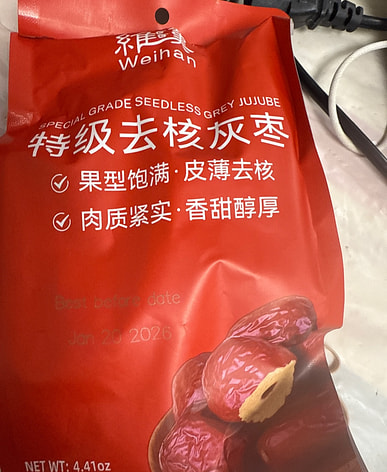 維漢
Weihan
SPECIAL GRADE SEEDLESS GREY JUJUBE
特级去核灰枣
果型饱满·皮薄去核
肉质紧实·香甜醇厚
Best before date
Jan 20 2026
NET WT: 4.41oz